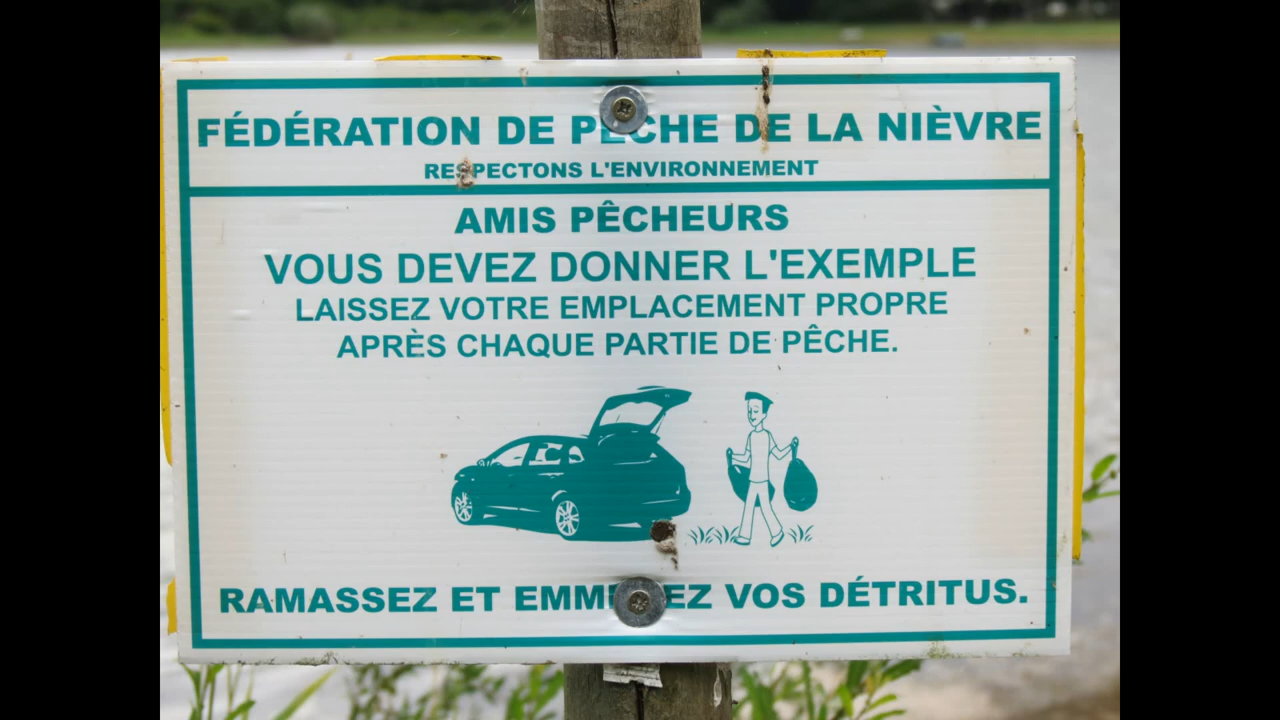 FÉDÉRATION DE PÊCHE DE LA NIÈVRE
RESPECTONS L'ENVIRONNEMENT
AMIS PÊCHEURS
VOUS DEVEZ DONNER L'EXEMPLE
LAISSEZ VOTRE EMPLACEMENT PROPRE
APRÈS CHAQUE PARTIE DE PÊCHE.
RAMASSEZ ET EMMENEZ VOS DÉTRITUS.